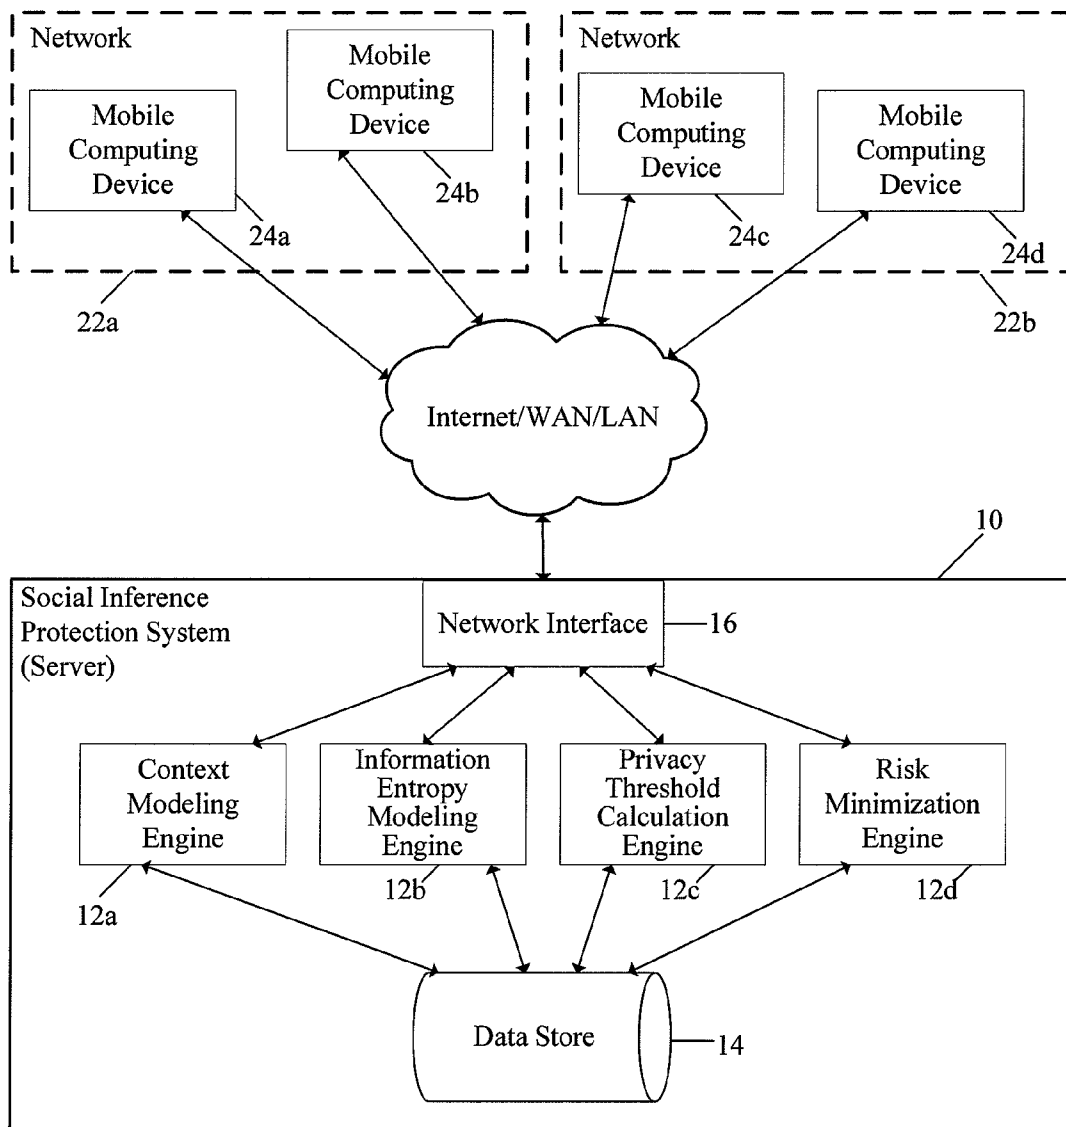 Network
Mobile
Computing
Device
24a
Mobile
Computing
Device
24b
22a
Network
Mobile
Computing
Device
24c
Mobile
Computing
Device
24d
22b
Internet/WAN/LAN
10
Social Inference
Protection System
(Server)
Network Interface
16
Context
Modeling
Engine
12a
Information
Entropy
Modeling
Engine
12b
Privacy
Threshold
Calculation
Engine
12c
Risk
Minimization
Engine
12d
Data Store
14